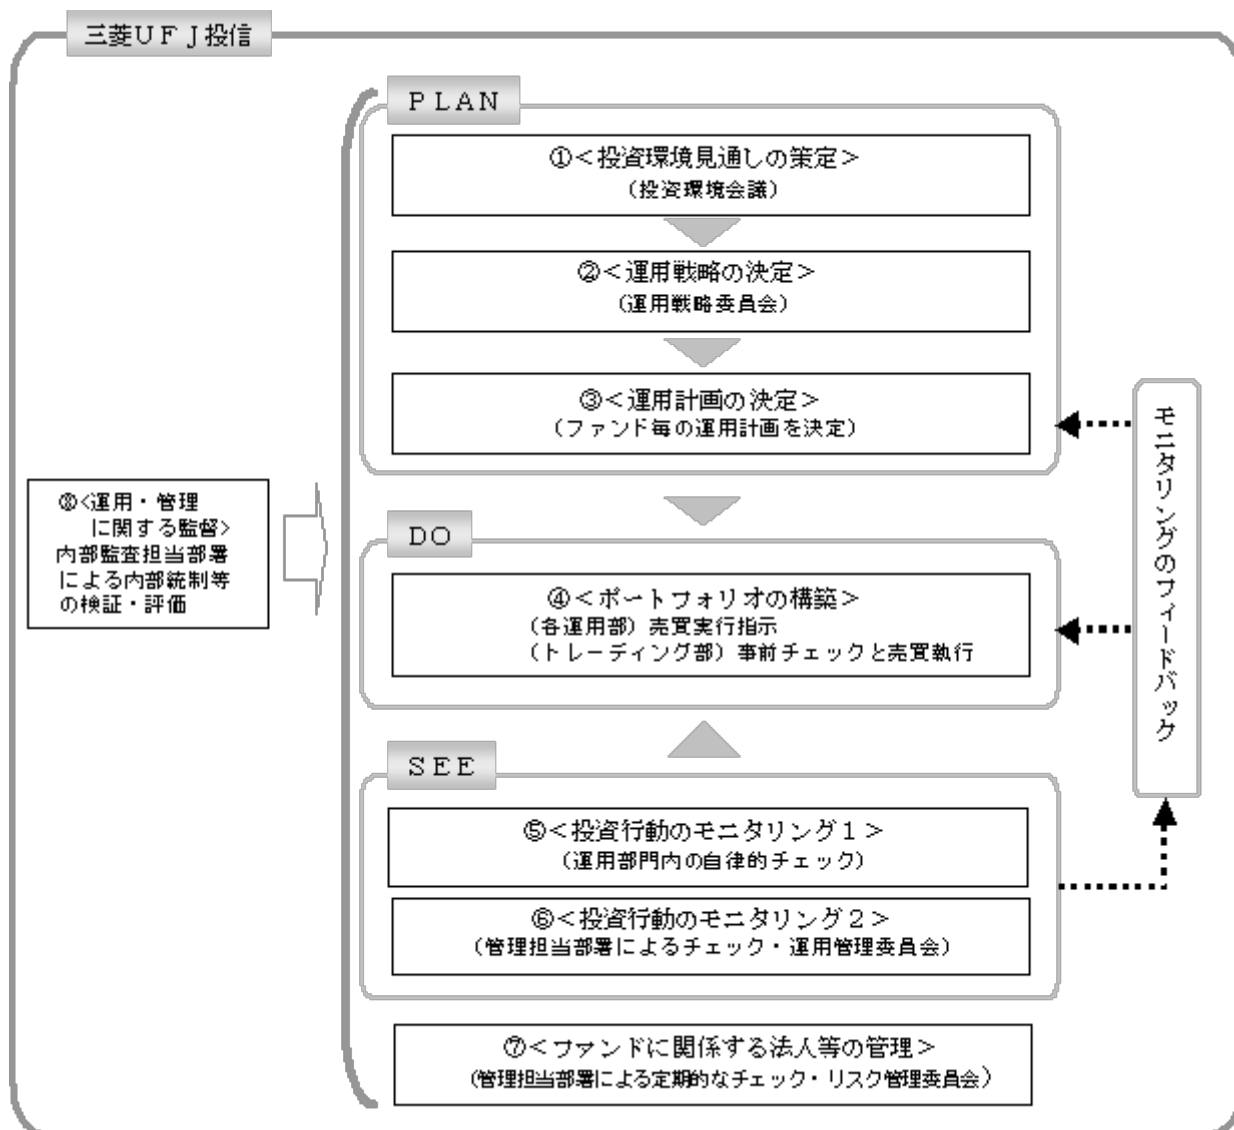 三菱ＵＦＪ投信
ＰＬＡＮ
①＜投資環境見通しの策定＞
（投資環境会議）
②＜運用戦略の決定＞
（運用戦略委員会）
③＜運用計画の決定＞
（ファンド毎の運用計画を決定）
⑧＜運用・管理
に関する監督＞
内部監査担当部署
による内部統制等
の検証・評価
ＤＯ
④＜ポートフォリオの構築＞
（各運用部）売買実行指示
（トレーディング部）事前チェックと売買執行
モニタリングのフィードバック
ＳＥＥ
⑤＜投資行動のモニタリング１＞
（運用部門内の自律的チェック）
⑥＜投資行動のモニタリング２＞
（管理担当部署によるチェック・運用管理委員会）
⑦＜ファンドに関係する法人等の管理＞
（管理担当部署による定期的なチェック・リスク管理委員会）